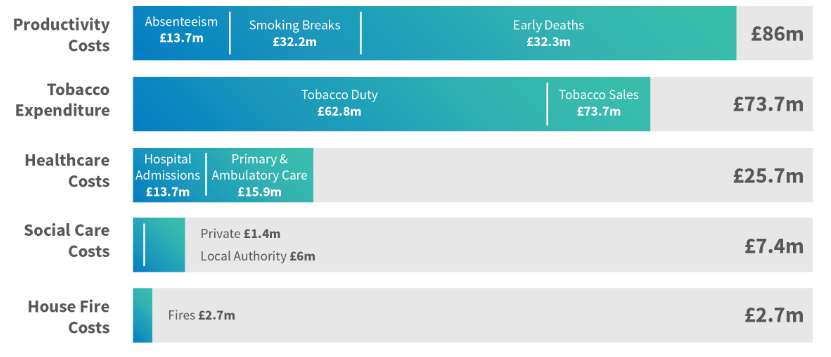 Productivity
Costs
Absenteeism
£13.7m
Smoking Breaks
£32.2m
Early Deaths
£32.3m
£86m
Tobacco
Expenditure
Tobacco Duty
£62.8m
Tobacco Sales
£73.7m
£73.7m
Healthcare
Costs
Hospital
Admissions
£13.7m
Primary &
Ambulatory Care
£15.9m
£25.7m
Social Care
Costs
Private £1.4m
Local Authority £6m
£7.4m
House Fire
Costs
Fires £2.7m
£2.7m